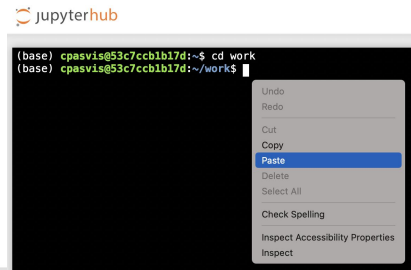 jupyterhub
(base) cpasvis@53c7ccb1b17d:~$ cd work
(base) cpasvis@53c7ccb1b17d:~/work$
Undo
Redo
Cut
Copy
Paste
Delete
Select All
Check Spelling
Inspect Accessibility Properties
Inspect